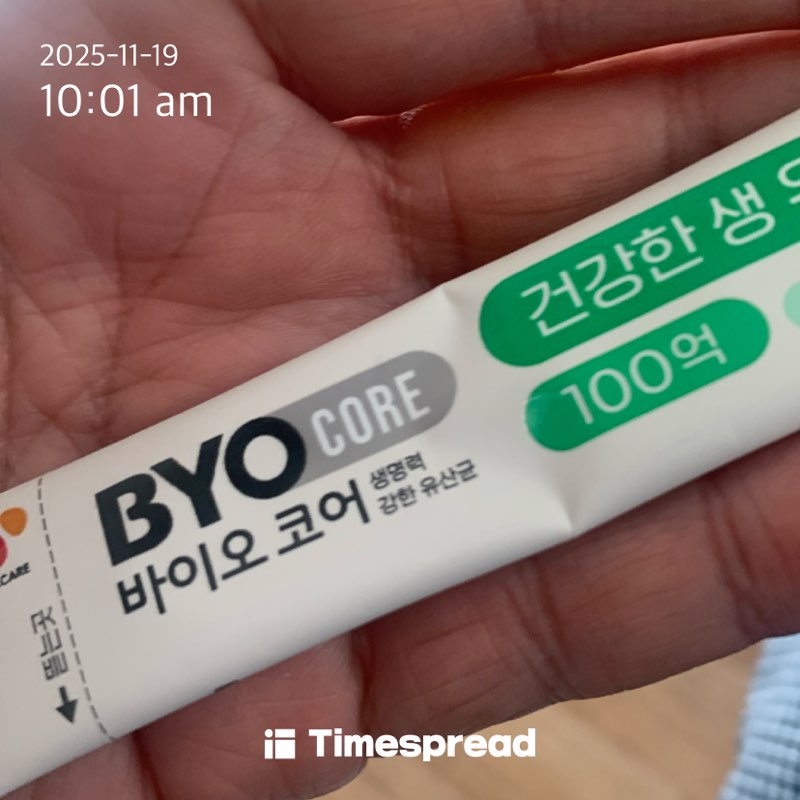 2025-11-19
10:01 am
건강한 생
100억
BYO CORE
바이오 코어
생명력
강한 유산균
CARE
뜯는곳
Timespread